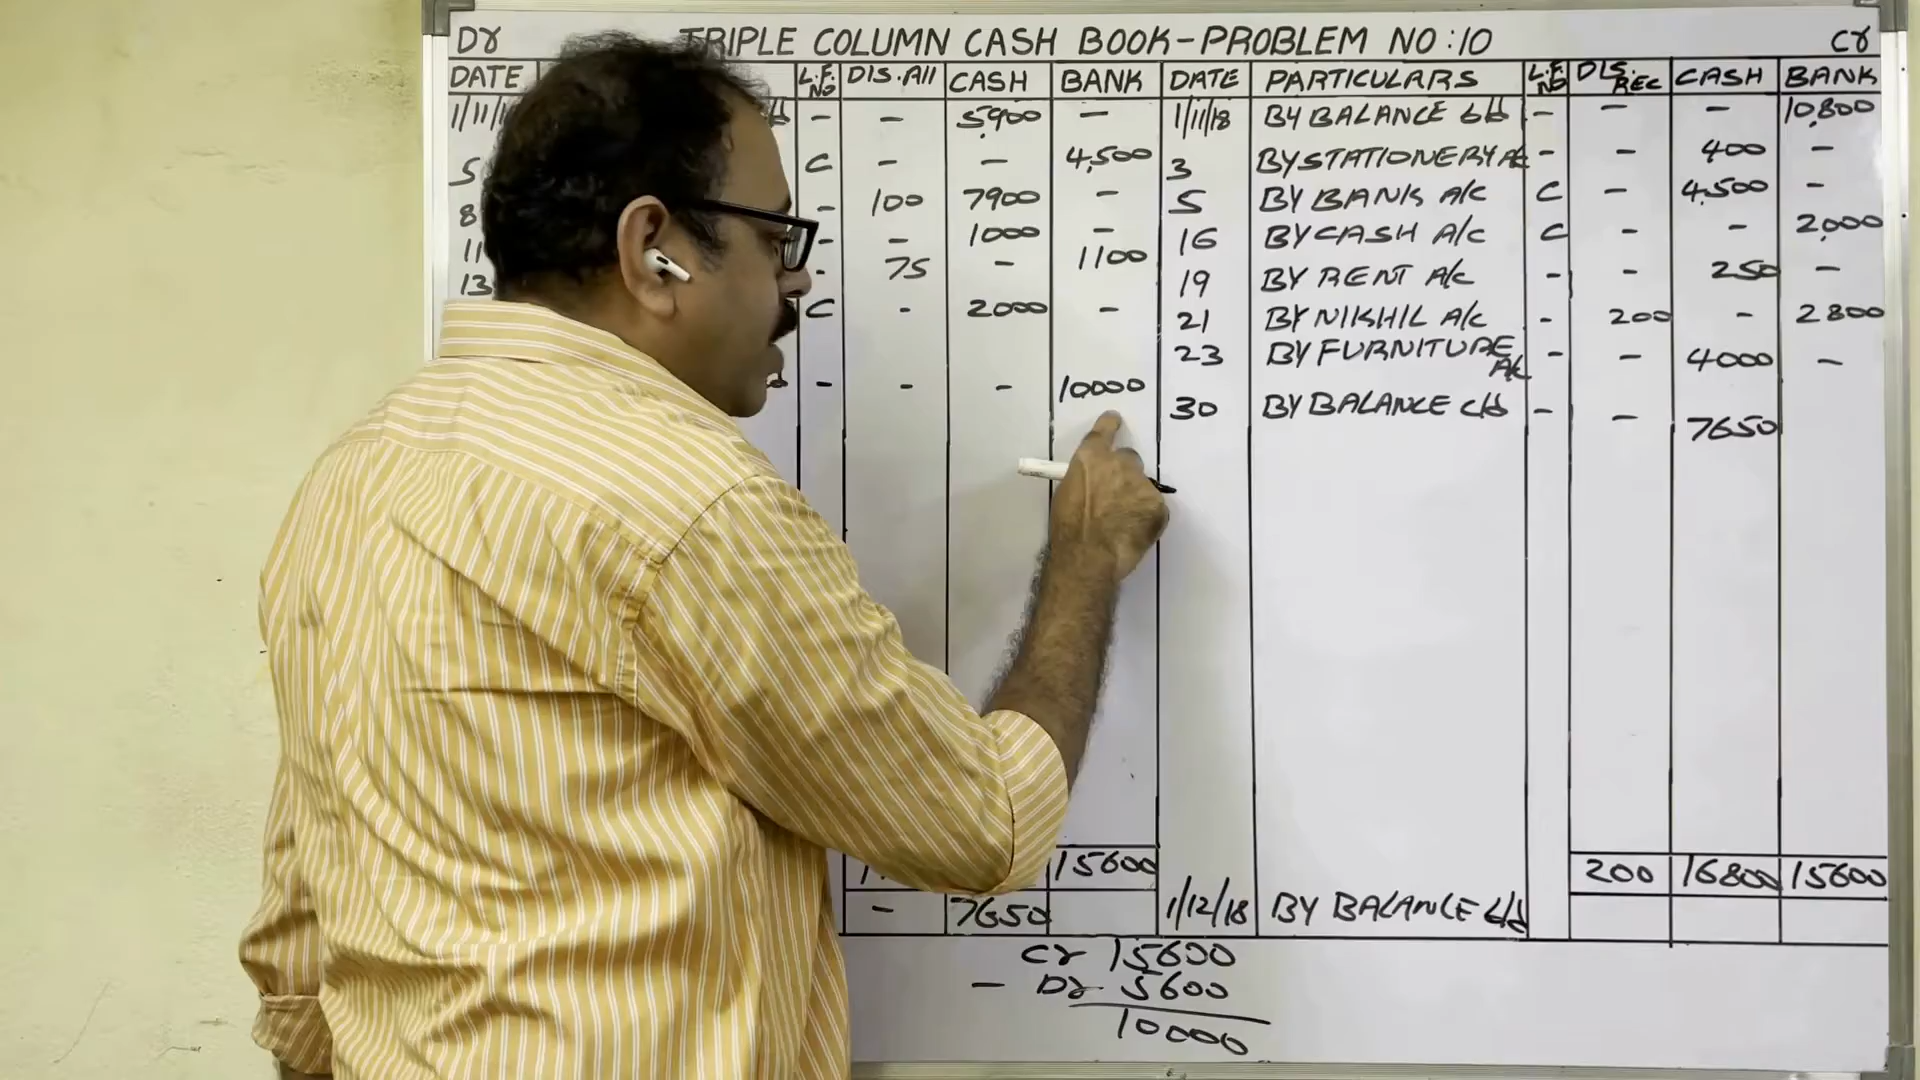 Dr TRIPLE COLUMN CASH BOOK-PROBLEM NO:10 Cr
DATE L.F. NO DIS.All CASH BANK DATE PARTICULARS L.F. NO DIS. REC CASH BANK
1/11/1 b/d - - 5,900 - 1/11/18 BY BALANCE b/d - - - 10,800
5 C - - 4,500 3 BY STATIONERY A/c - - 400 -
8 - 100 7900 - 5 BY BANK A/c C - 4,500 -
11 - - 1000 - 16 BY CASH A/c C - - 2,000
13 - 75 - 1100 19 BY RENT A/c - - 250 -
C - 2000 - 21 BY NIKHIL A/c - 200 - 2800
23 BY FURNITURE A/c - - 4000 -
- - - 10000 30 BY BALANCE c/d - - 7650
15600 200 16800 15600
- 7650 1/12/18 BY BALANCE b/d
Cr 15600
- Dr 5600
10000